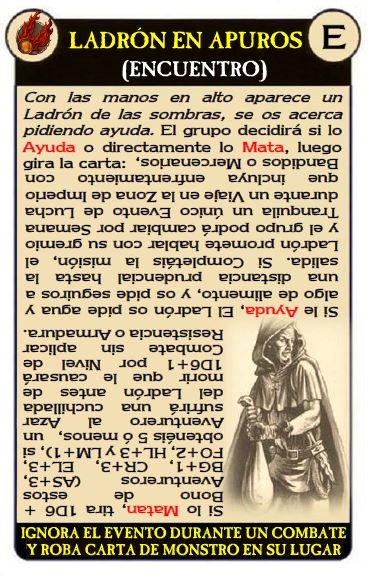 LADRÓN EN APUROS
E
(ENCUENTRO)
Con las manos en alto aparece un
Ladrón de las sombras, se os acerca
pidiendo ayuda. El grupo decidirá si lo
Ayuda o directamente lo Mata, luego
gira la carta:
Si lo Matan, tira 1D6 +
Bono de estos
Aventureros (AS+3,
BG+1, CR+3, EL+3,
FO+2, HL+3 y LM+1), si
obtenéis 5 ó menos, un
Aventurero al Azar
sufrirá una cuchillada
del Ladrón antes de
morir que le causará
1D6+1 por Nivel de
Combate sin aplicar
Resistencia o Armadura.
Si le Ayuda, El Ladrón os pide agua y
algo de alimento, y os pide seguiros a
una distancia prudencial hasta la
salida. Si Completáis la misión, el
Ladrón promete hablar con su gremio
y el grupo podrá cambiar por Semana
Tranquila un único Evento de Lucha
durante un Viaje en la Zona de Imperio
que incluya enfrentamiento con
Bandidos o Mercenarios,
IGNORA EL EVENTO DURANTE UN COMBATE
Y ROBA CARTA DE MONSTRO EN SU LUGAR